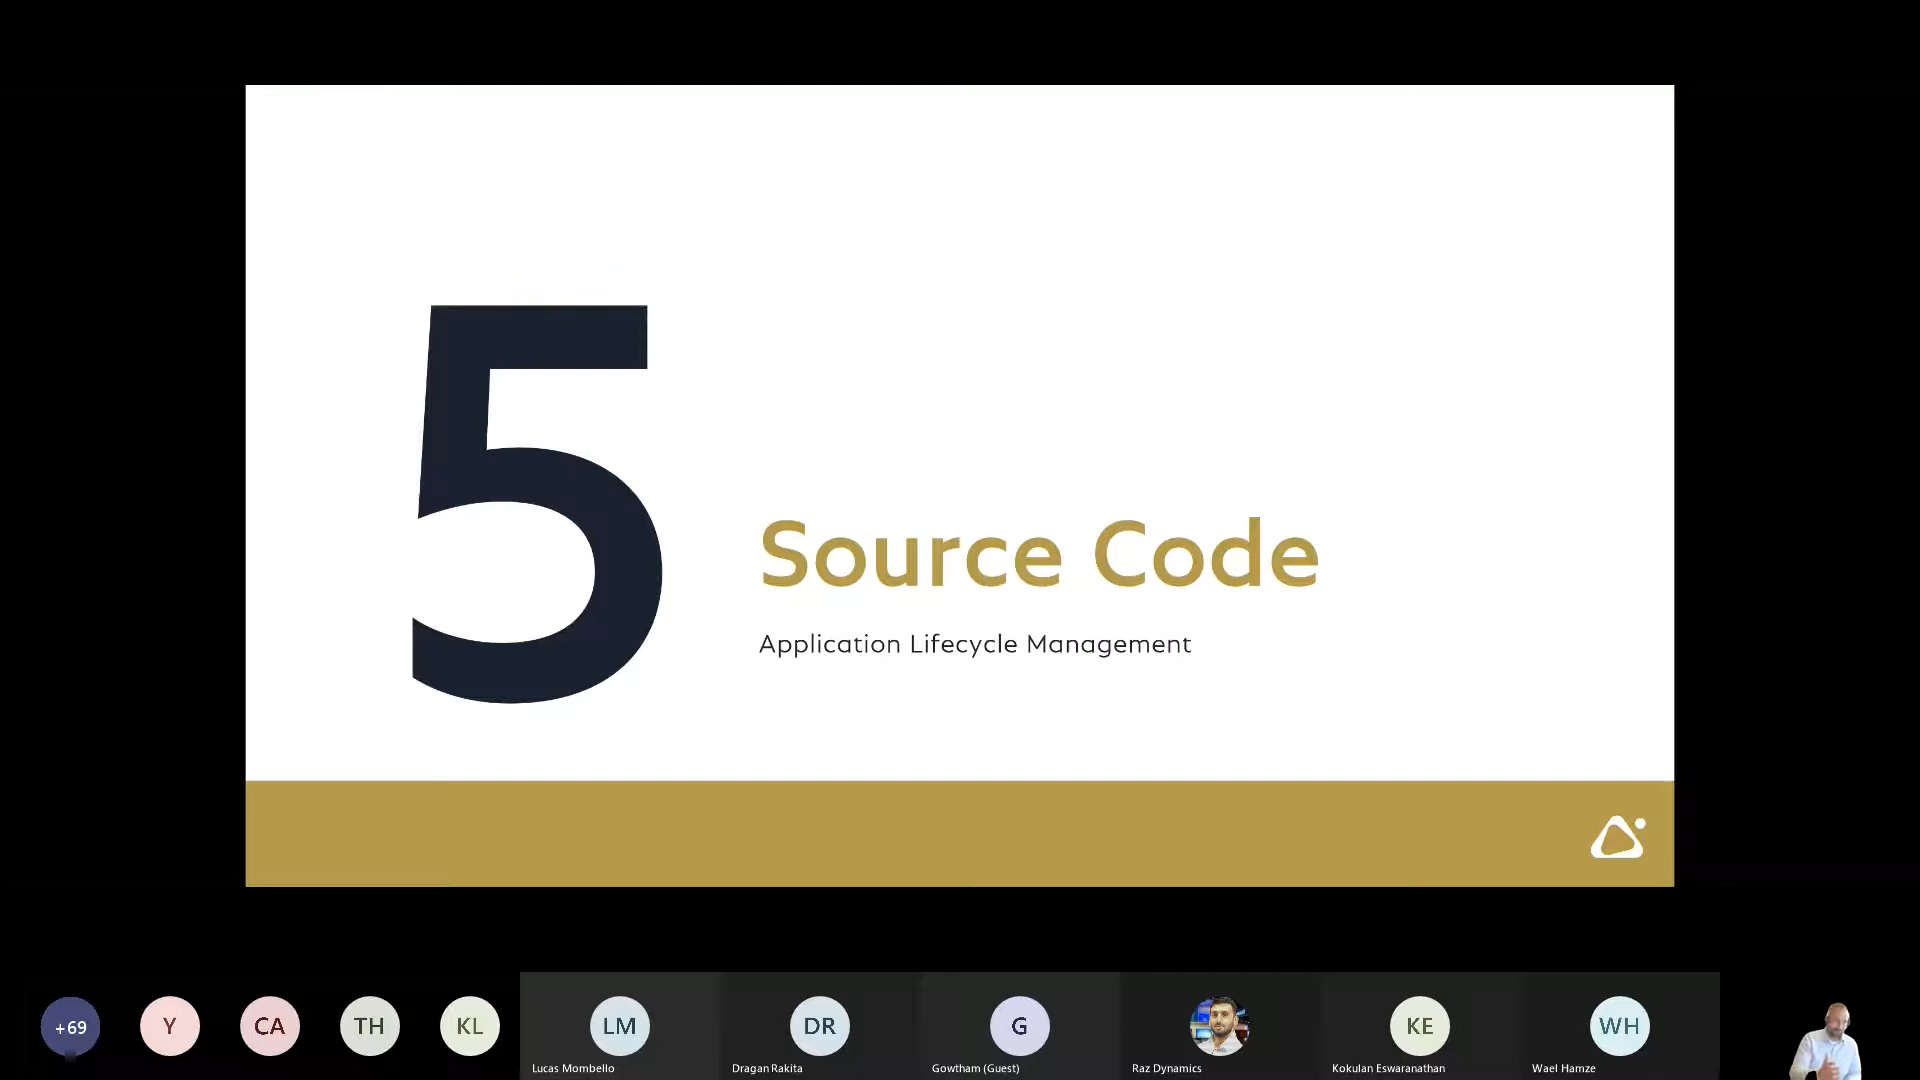 5
Source Code
Application Lifecycle Management
+69
Y
CA
TH
KL
LM
DR
G
KE
WH
Lucas Mombello
Dragan Rakita
Gowtham (Guest)
Raz Dynamics
Kokulan Eswaranathan
Wael Hamze